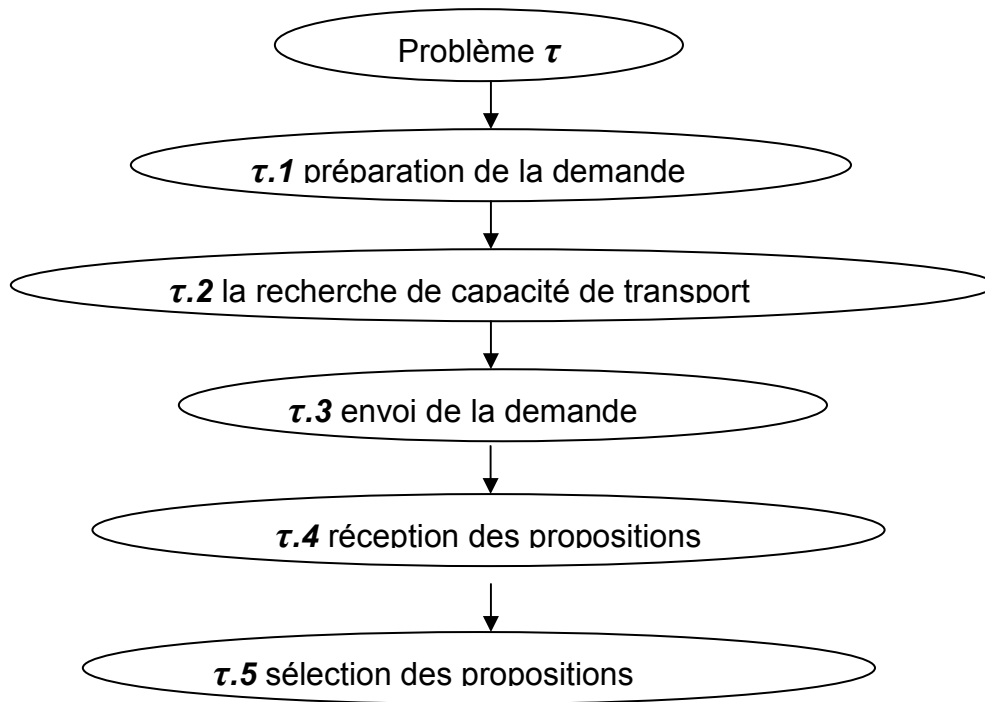 Problème τ
τ.1 préparation de la demande
τ.2 la recherche de capacité de transport
τ.3 envoi de la demande
τ.4 réception des propositions
τ.5 sélection des propositions